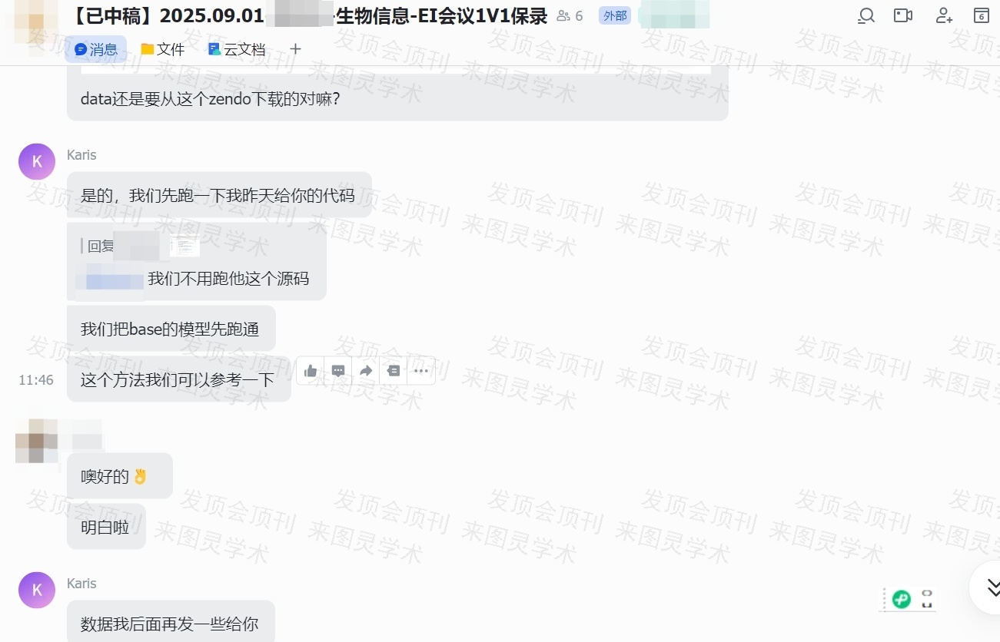 【已中稿】2025.09.01-生物信息-EI会议1V1保录 6 外部
消息 文件 云文档
data还是要从这个zendo下载的对嘛?
K Karis
是的，我们先跑一下我昨天给你的代码
回复
我们不用跑他这个源码
我们把base的模型先跑通
11:46 这个方法我们可以参考一下
噢好的👌
明白啦
K Karis
数据我后面再发一些给你
发顶会顶刊
来图灵学术